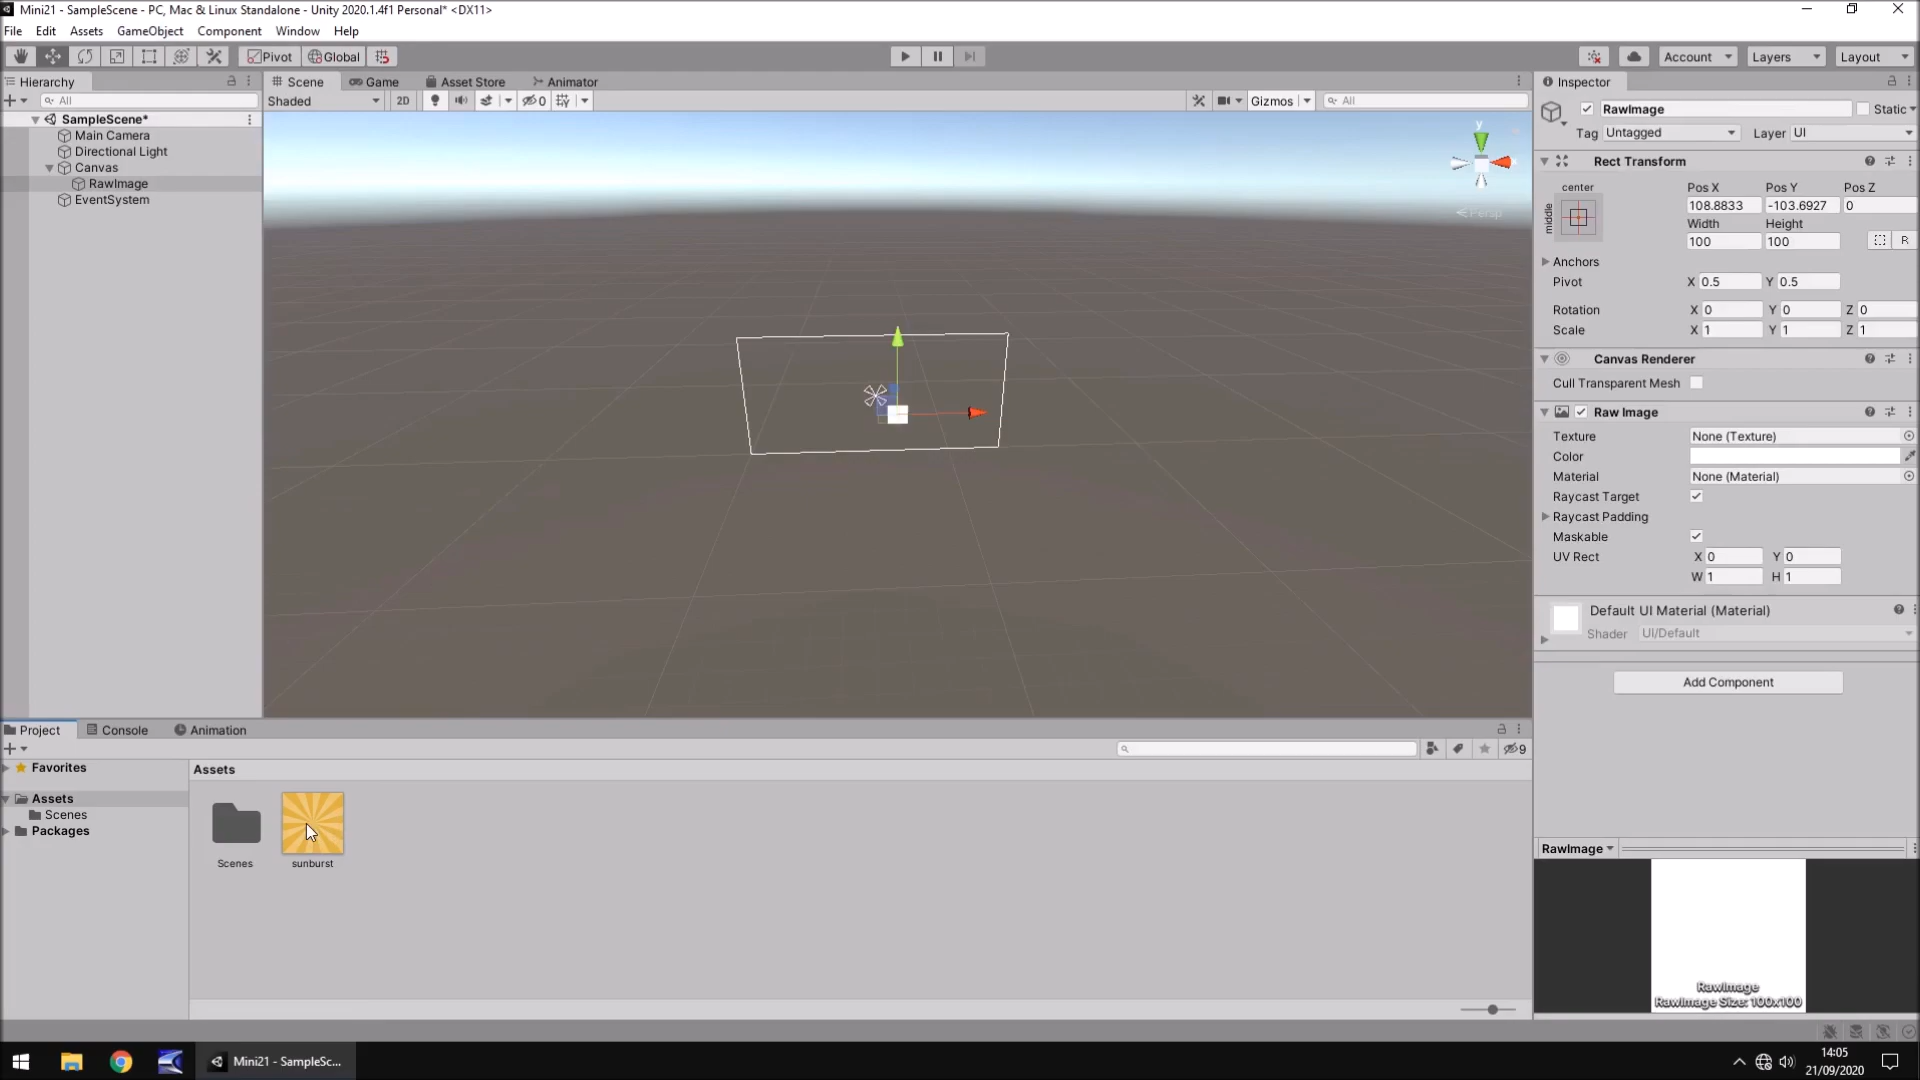 Mini21 - SampleScene - PC, Mac & Linux Standalone - Unity 2020.1.4f1 Personal* <DX11>
File Edit Assets GameObject Component Window Help
Pivot Global Account Layers Layout
Hierarchy
All
SampleScene*
Main Camera
Directional Light
Canvas
RawImage
EventSystem
Scene Game Asset Store Animator
Shaded 2D 0 Gizmos All
y
Persp
Inspector
RawImage Static
Tag Untagged Layer UI
Rect Transform
center
middle
Pos X Pos Y Pos Z
108.8833 -103.6927 0
Width Height
100 100 R
Anchors
Pivot X 0.5 Y 0.5
Rotation X 0 Y 0 Z 0
Scale X 1 Y 1 Z 1
Canvas Renderer
Cull Transparent Mesh
Raw Image
Texture None (Texture)
Color
Material None (Material)
Raycast Target
Raycast Padding
Maskable
UV Rect X 0 Y 0
W 1 H 1
Default UI Material (Material)
Shader UI/Default
Add Component
RawImage
RawImage
RawImage Size: 100x100
Project Console Animation
9
Favorites
Assets
Scenes
Packages
Assets
Scenes
sunburst
Mini21 - SampleSc...
14:05
21/09/2020